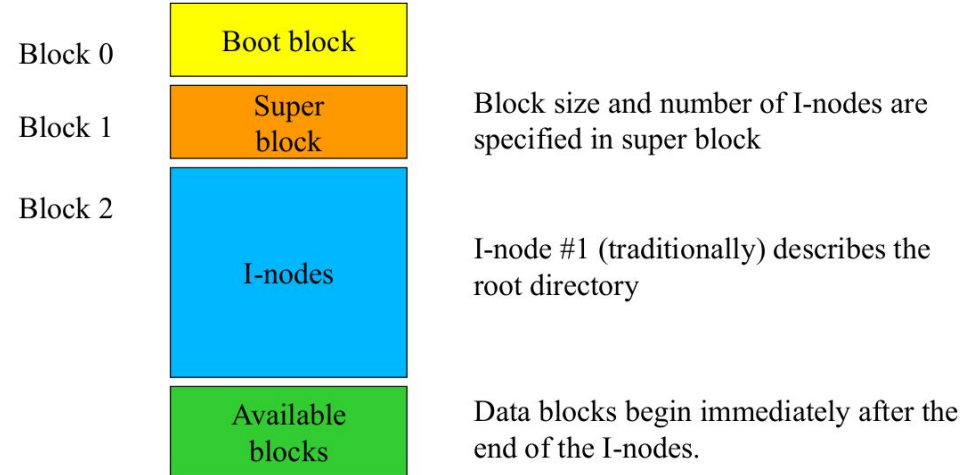 Boot block
Block 0
Super
block
Block 1
Block size and number of I-nodes are
specified in super block
Block 2
I-nodes
I-node #1 (traditionally) describes the
root directory
Available
blocks
Data blocks begin immediately after the
end of the I-nodes.